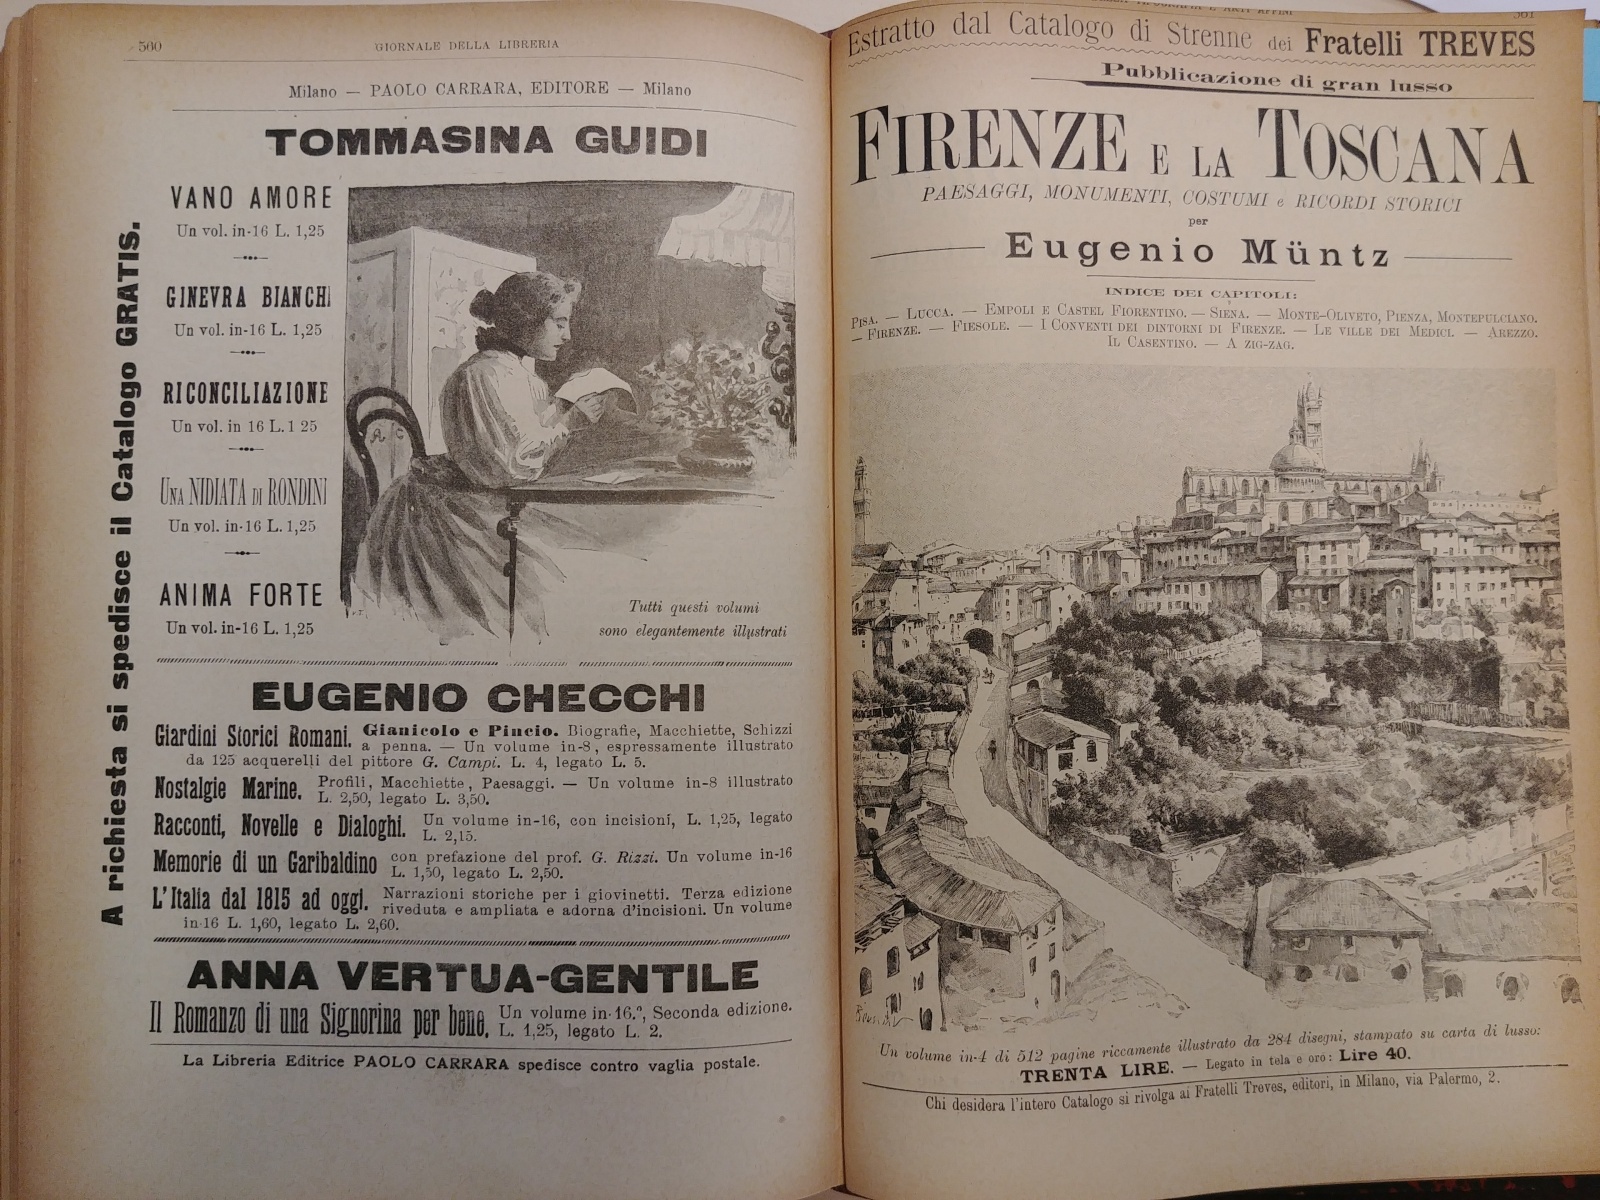 560
GIORNALE DELLA LIBRERIA
Milano — PAOLO CARRARA, EDITORE — Milano
TOMMASINA GUIDI
VANO AMORE
Un vol. in-16 L. 1,25
GINEVRA BIANCHI
Un vol. in-16 L. 1,25
RICONCILIAZIONE
Un vol. in 16 L. 1 25
UNA NIDIATA DI RONDINI
Un vol. in-16 L. 1,25
ANIMA FORTE
Un vol. in-16 L. 1,25
A richiesta si spedisce il Catalogo GRATIS.
Tutti questi volumi
sono elegantemente illustrati
EUGENIO CHECCHI
Giardini Storici Romani. Gianicolo e Pincio. Biografie, Macchiette, Schizzi
a penna. — Un volume in-8, espressamente illustrato
da 125 acquerelli del pittore G. Campi. L. 4, legato L. 5.
Nostalgie Marine. Profili, Macchiette, Paesaggi. — Un volume in-8 illustrato
L. 2,50, legato L. 3,50.
Racconti, Novelle e Dialoghi. Un volume in-16, con incisioni, L. 1,25, legato
L. 2,15.
Memorie di un Garibaldino con prefazione del prof. G. Rizzi. Un volume in-16
L. 1,50, legato L. 2,50.
L'Italia dal 1815 ad oggi. Narrazioni storiche per i giovinetti. Terza edizione
riveduta e ampliata e adorna d'incisioni. Un volume
in-16 L. 1,60, legato L. 2,60.
ANNA VERTUA-GENTILE
Il Romanzo di una Signorina per bene. Un volume in-16.°, Seconda edizione.
L. 1,25, legato L. 2.
La Libreria Editrice PAOLO CARRARA spedisce contro vaglia postale.
561
Estratto dal Catalogo di Strenne dei Fratelli TREVES
Pubblicazione di gran lusso
FIRENZE E LA TOSCANA
PAESAGGI, MONUMENTI, COSTUMI e RICORDI STORICI
per
Eugenio Müntz
INDICE DEI CAPITOLI:
PISA. — LUCCA. — EMPOLI E CASTEL FIORENTINO. — SIENA. — MONTE-OLIVETO, PIENZA, MONTEPULCIANO.
— FIRENZE. — FIESOLE. — I CONVENTI DEI DINTORNI DI FIRENZE. — LE VILLE DEI MEDICI. — AREZZO.
IL CASENTINO. — A ZIG-ZAG.
Un volume in-4 di 512 pagine riccamente illustrato da 284 disegni, stampato su carta di lusso:
TRENTA LIRE. — Legato in tela e oro: Lire 40.
Chi desidera l'intero Catalogo si rivolga ai Fratelli Treves, editori, in Milano, via Palermo, 2.